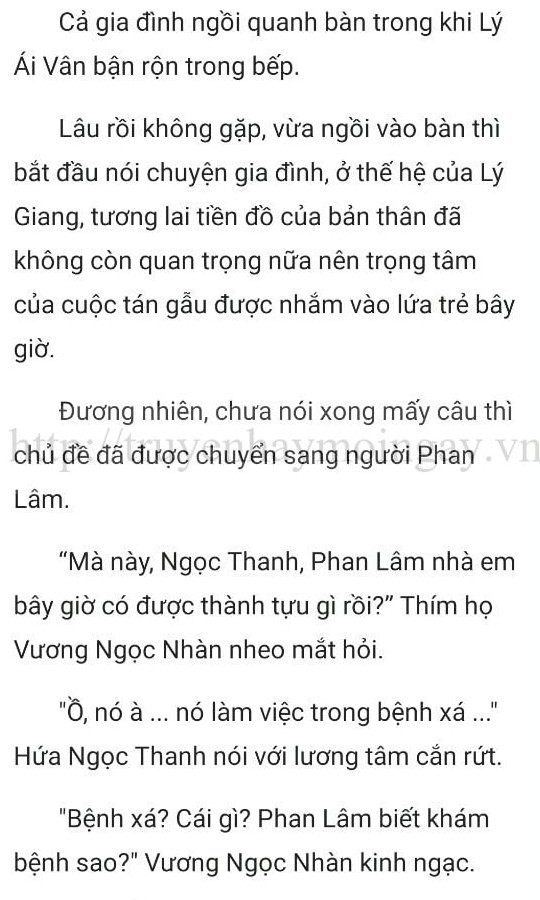 Cả gia đình ngồi quanh bàn trong khi Lý
Ái Vân bận rộn trong bếp.
Lâu rồi không gặp, vừa ngồi vào bàn thì
bắt đầu nói chuyện gia đình, ở thế hệ của Lý
Giang, tương lai tiền đồ của bản thân đã
không còn quan trọng nữa nên trọng tâm
của cuộc tán gẫu được nhắm vào lứa trẻ bây
giờ.
Đương nhiên, chưa nói xong mấy câu thì
http://truyenhaymoingay.vn
chủ đề đã được chuyển sang người Phan
Lâm.
“Mà này, Ngọc Thanh, Phan Lâm nhà em
bây giờ có được thành tựu gì rồi?” Thím họ
Vương Ngọc Nhàn nheo mắt hỏi.
"Ồ, nó à ... nó làm việc trong bệnh xá ..."
Hứa Ngọc Thanh nói với lương tâm cắn rứt.
"Bệnh xá? Cái gì? Phan Lâm biết khám
bệnh sao?" Vương Ngọc Nhàn kinh ngạc.